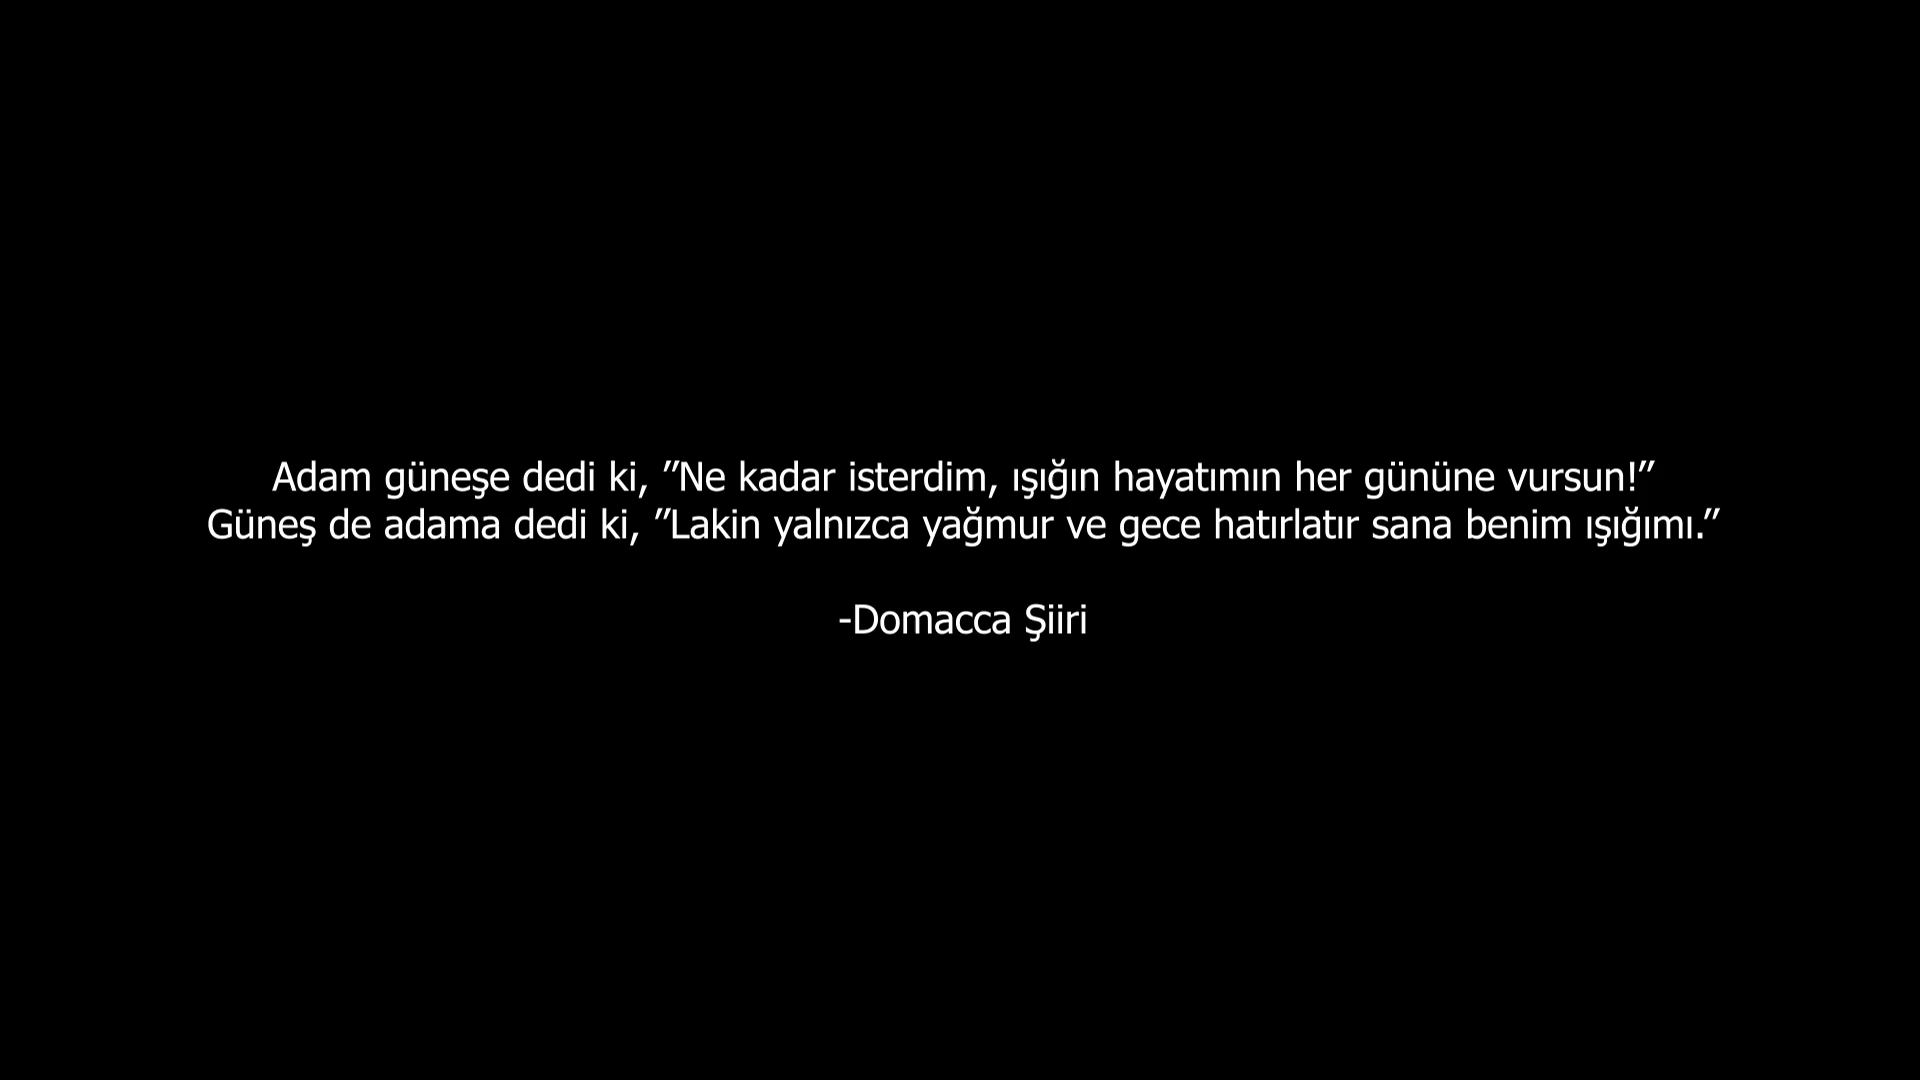 Adam güneşe dedi ki, ”Ne kadar isterdim, ışığın hayatımın her gününe vursun!”
Güneş de adama dedi ki, ”Lakin yalnızca yağmur ve gece hatırlatır sana benim ışığımı.”
-Domacca Şiiri